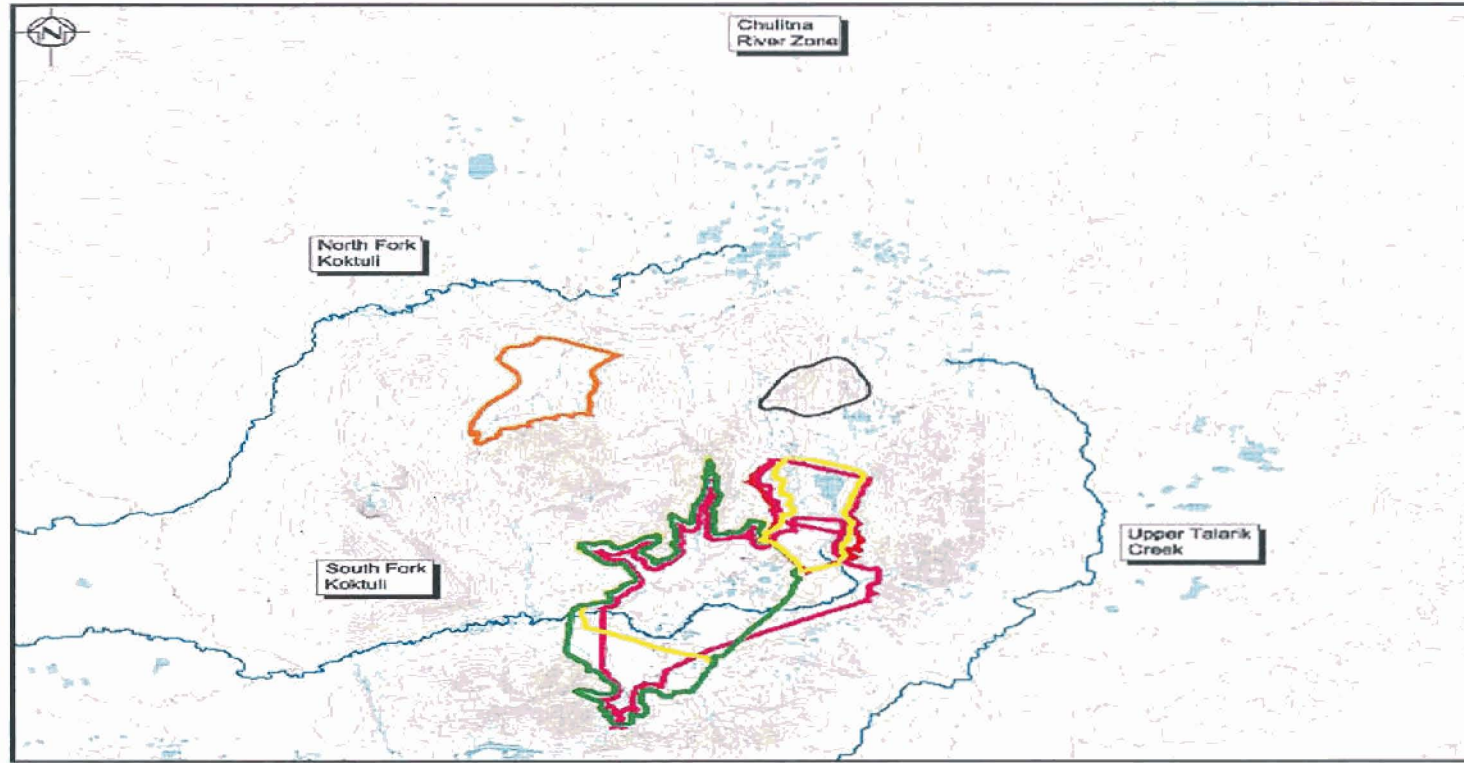 N
Chulitna
River Zone
North Fork
Koktuli
South Fork
Koktuli
Upper Talarik
Creek